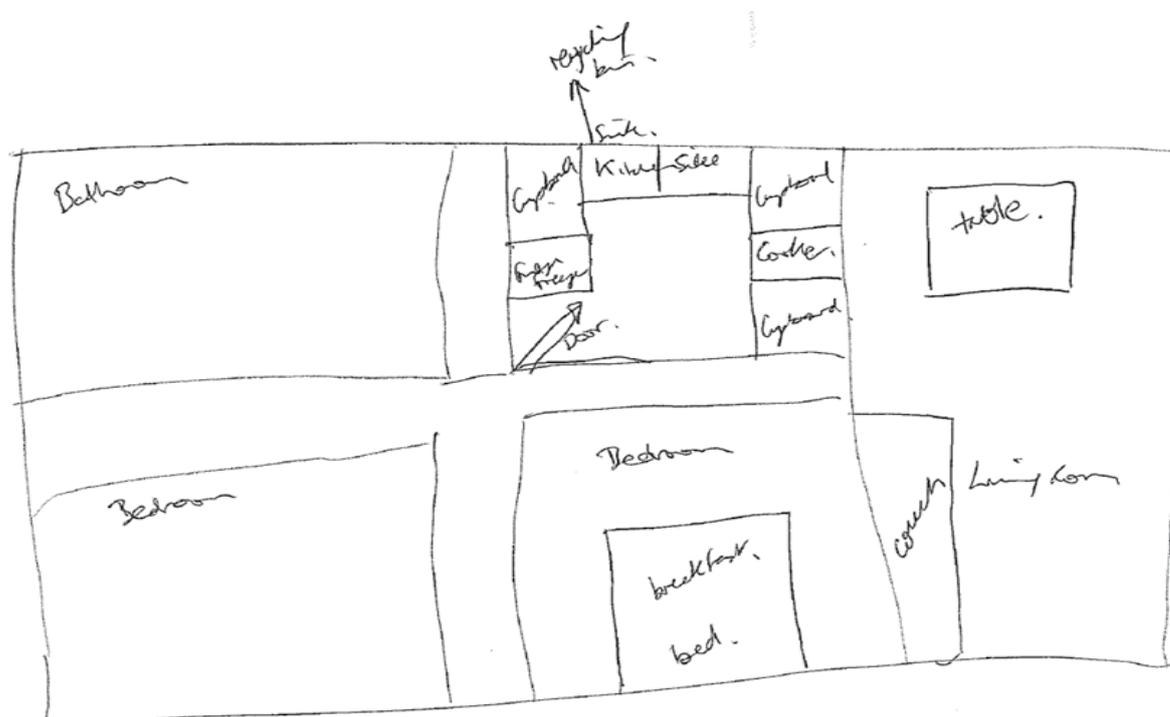 recycling
bin.
Sink.
Bathroom
Cupboard
Kitchen Side
Cupboard
table.
Fridge
Freezer
Cooker.
Door.
Cupboard
Bedroom
Bedroom
couch
Living room
breakfast.
bed.